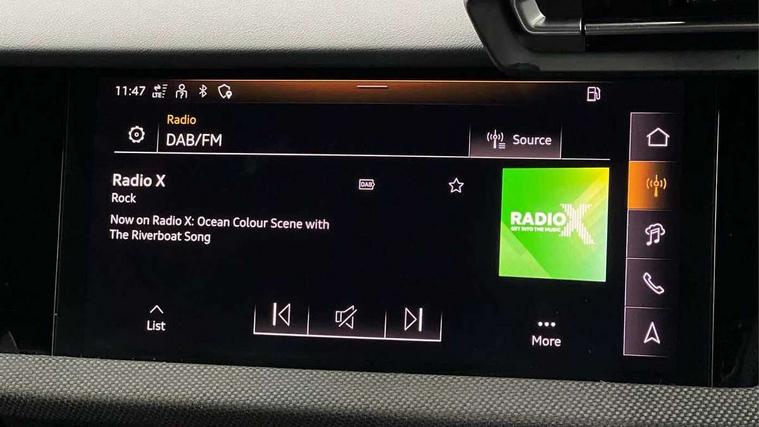 11:47 LTE
Radio
DAB/FM
Source
Radio X
DAB
Rock
Now on Radio X: Ocean Colour Scene with
The Riverboat Song
RADIO X
GET INTO THE MUSIC
List
More